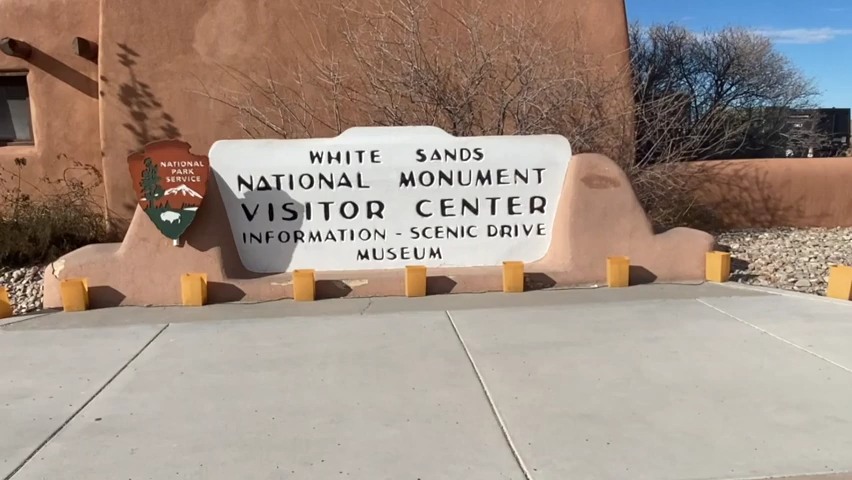 NATIONAL
PARK
SERVICE
WHITE SANDS
NATIONAL MONUMENT
VISITOR CENTER
INFORMATION - SCENIC DRIVE
MUSEUM